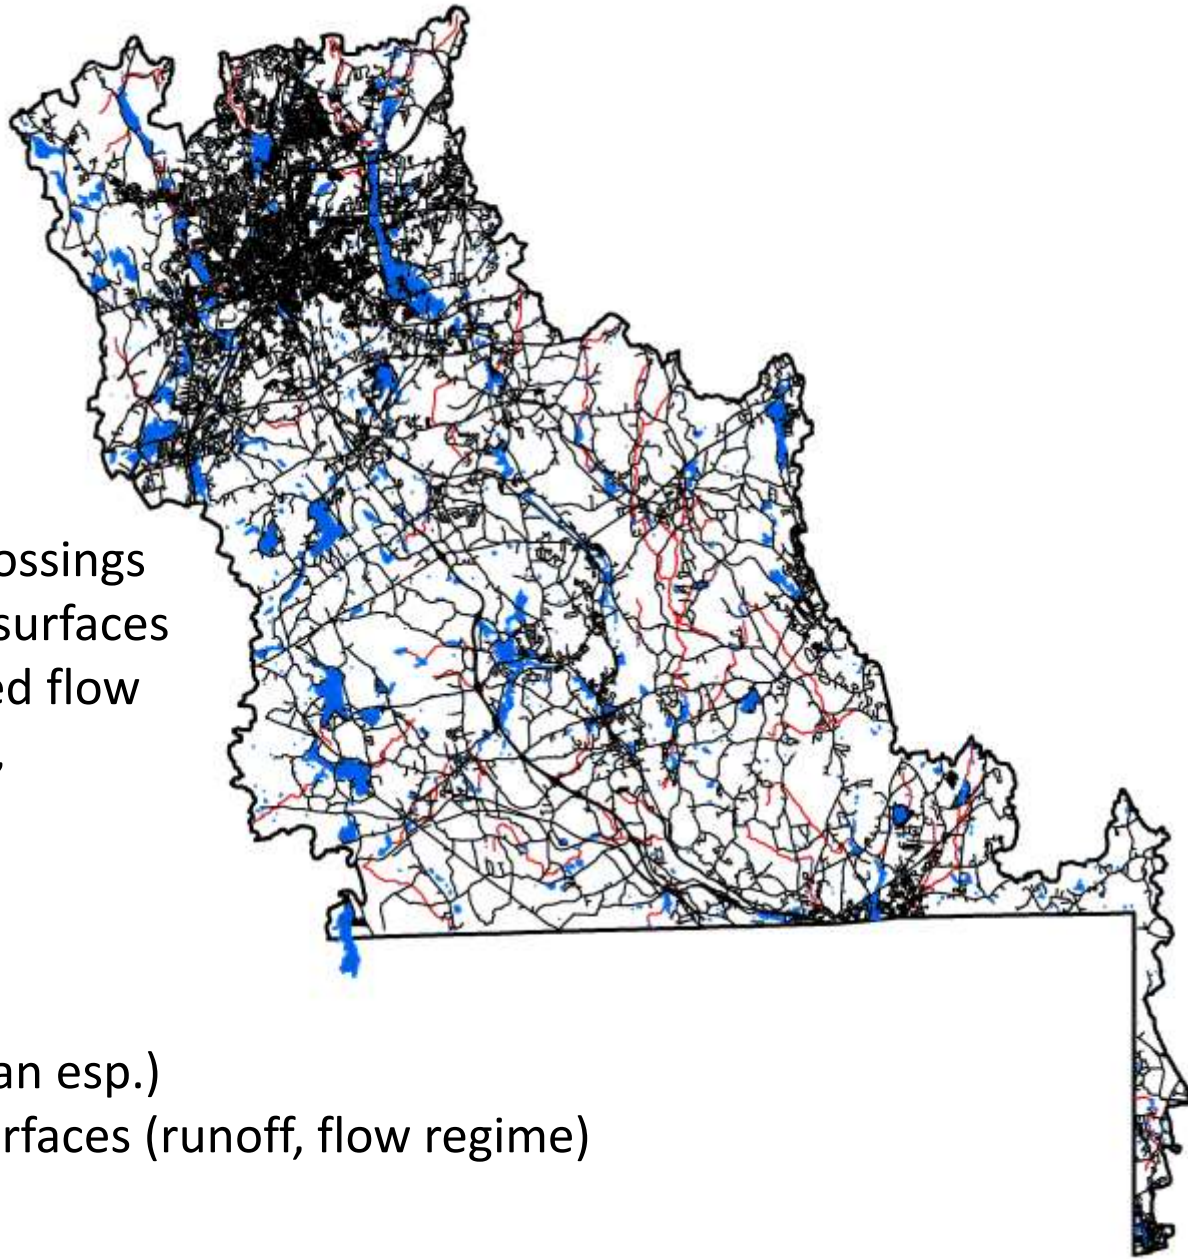 ossings
surfaces
ed flow
,
an esp.)
rfaces (runoff, flow regime)